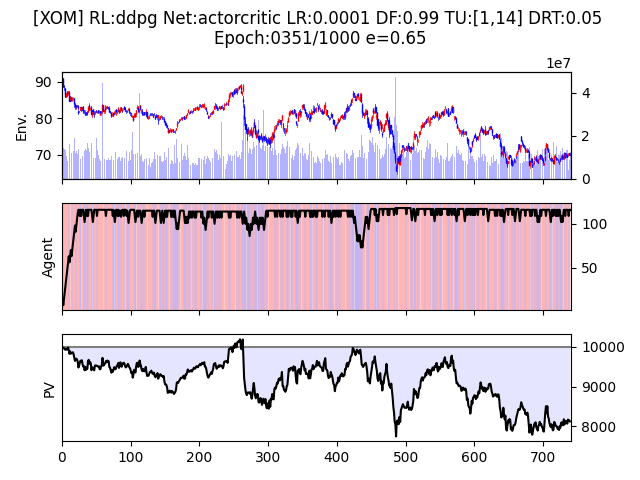 [XOM] RL:ddpg Net:actorcritic LR:0.0001 DF:0.99 TU:[1,14] DRT:0.05
Epoch:0351/1000 e=0.65
1e7
90
80
70
Env.
4
2
0
Agent
100
50
PV
10000
9000
8000
0 100 200 300 400 500 600 700